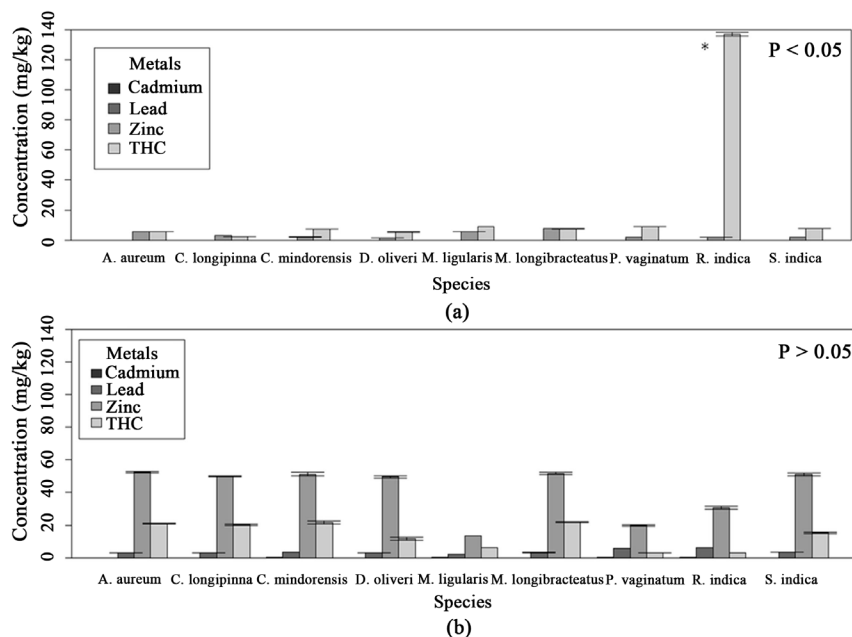 Concentration (mg/kg)
0 20 40 60 80 100 120 140
Metals
Cadmium
Lead
Zinc
THC
*
P < 0.05
A. aureum C. longipinna C. mindorensis D. oliveri M. ligularis M. longibracteatus P. vaginatum R. indica S. indica
Species
(a)
Concentration (mg/kg)
0 20 40 60 80 100 120 140
Metals
Cadmium
Lead
Zinc
THC
P > 0.05
A. aureum C. longipinna C. mindorensis D. oliveri M. ligularis M. longibracteatus P. vaginatum R. indica S. indica
Species
(b)